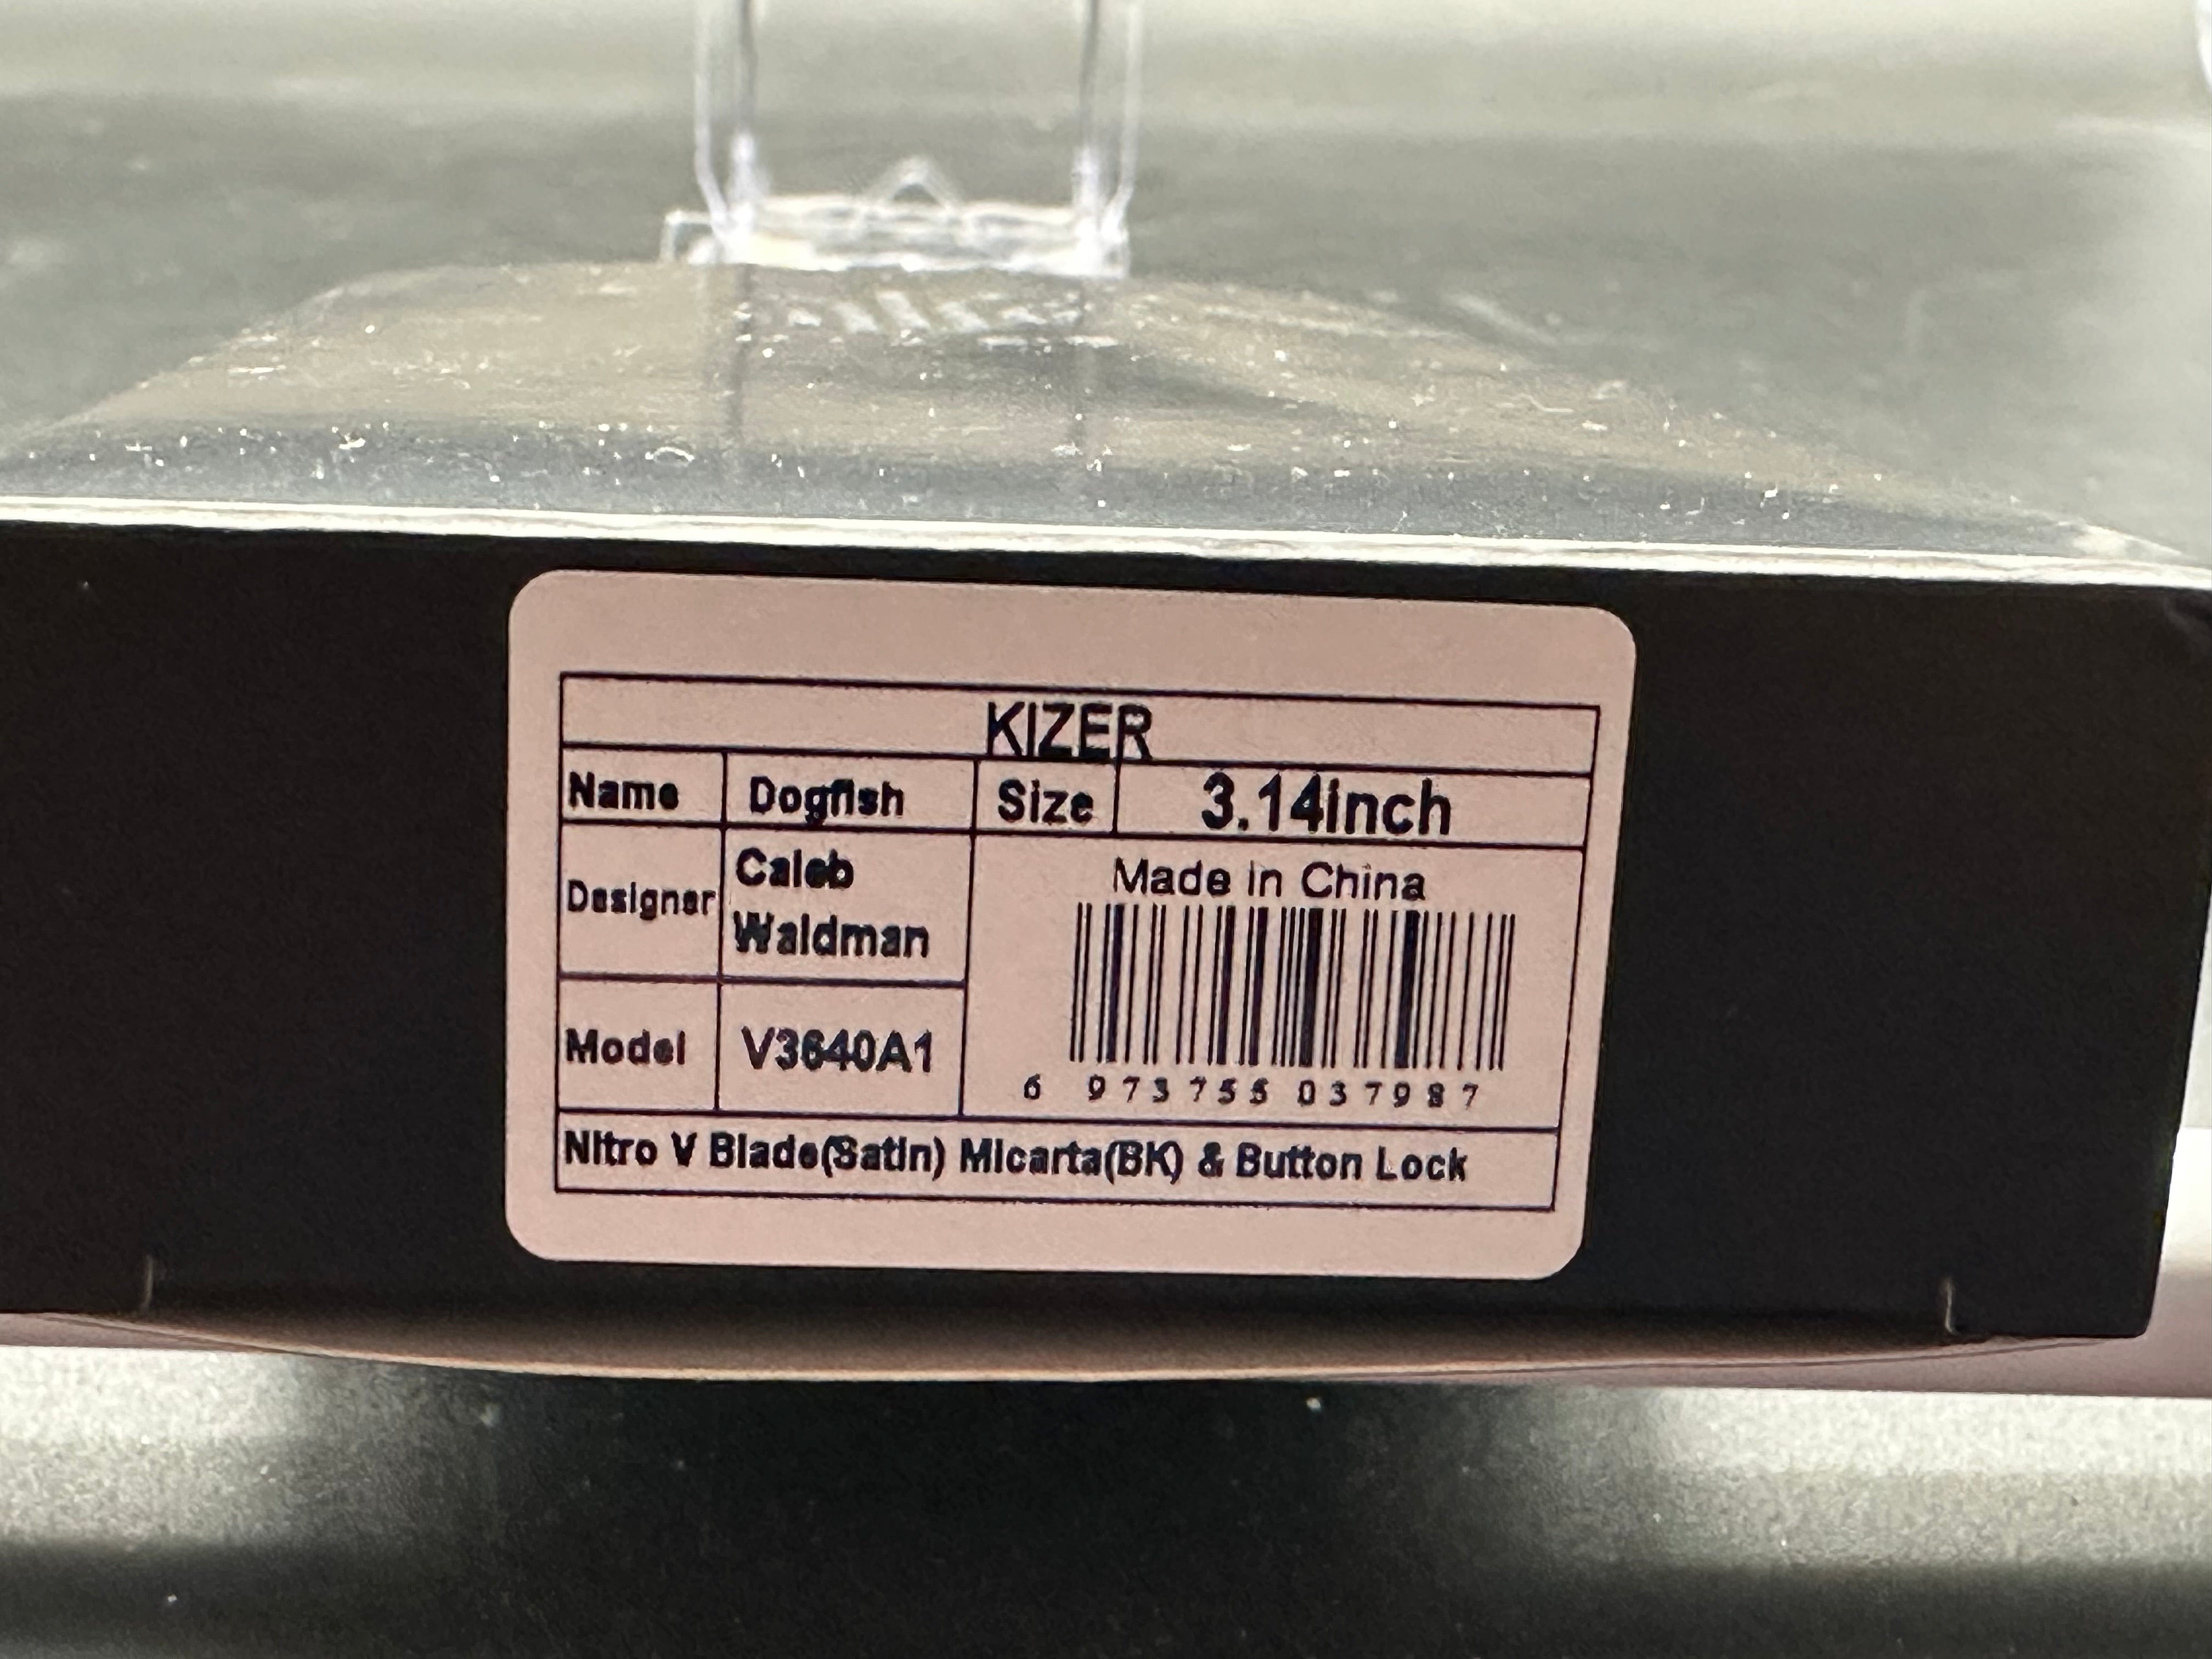 KIZER
Name Dogfish Size 3.14inch
Designer Caleb
Waldman
Made in China
Model V3640A1
6 973755 037987
Nitro V Blade(Satin) Micarta(BK) & Button Lock